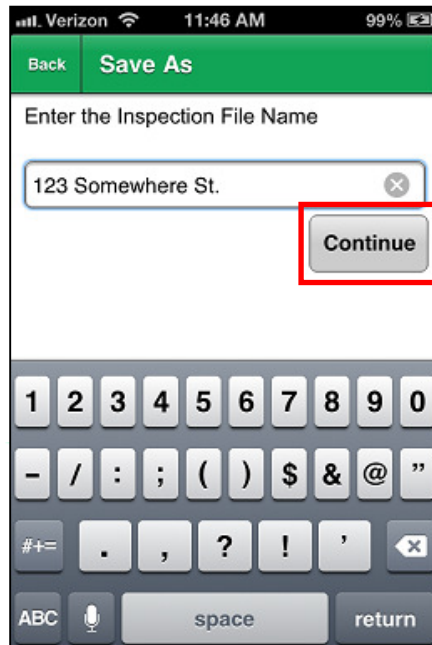 Verizon 11:46 AM 99%
Back Save As
Enter the Inspection File Name
123 Somewhere St.
Continue
1 2 3 4 5 6 7 8 9 0
- / : ; ( ) $ & @ ”
#+= . , ? ! ’
ABC space return